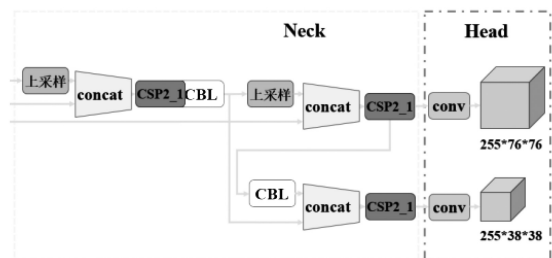 Neck
Head
上采样
concat
CSP2_1
CBL
上采样
concat
CSP2_1
conv
255*76*76
CBL
concat
CSP2_1
conv
255*38*38